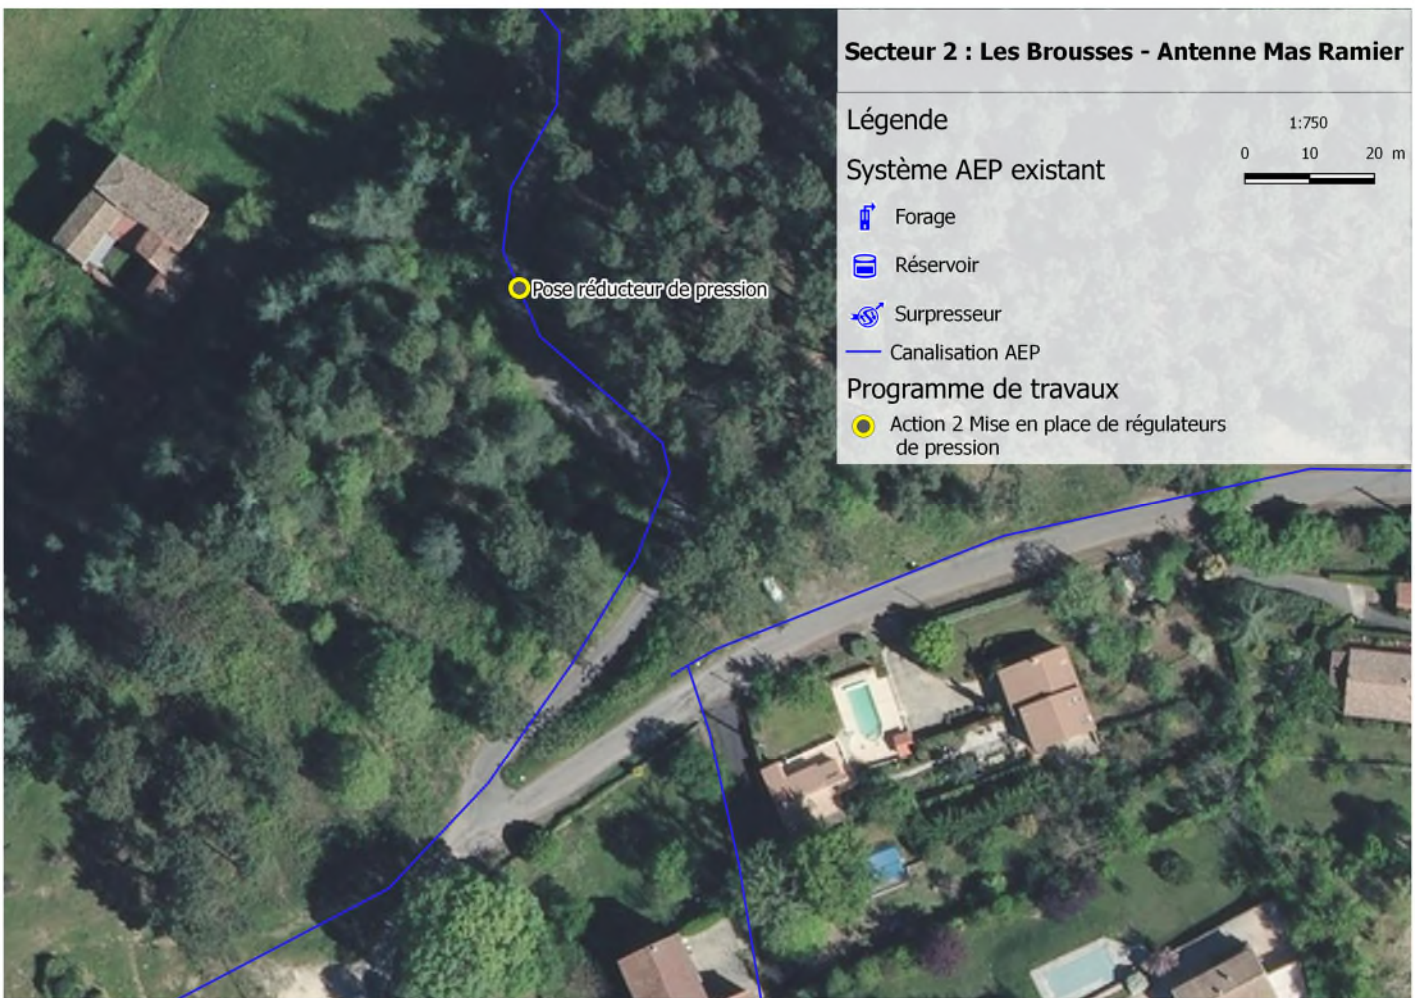 Secteur 2 : Les Brousses - Antenne Mas Ramier
Légende
1:750
0 10 20 m
Système AEP existant
Forage
Réservoir
Surpresseur
Canalisation AEP
Programme de travaux
Action 2 Mise en place de régulateurs
de pression
Pose réducteur de pression